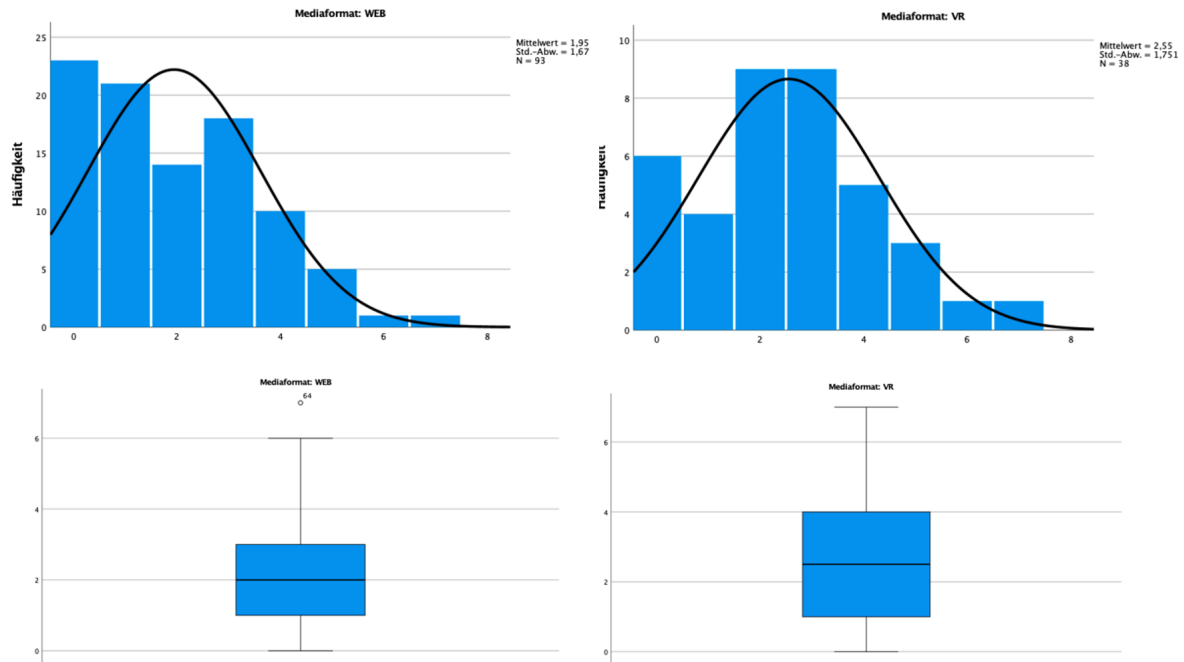 Mediaformat: WEB
25
20
15
10
5
0
0 2 4 6 8
Häufigkeit
Mittelwert = 1,95
Std.-Abw. = 1,67
N = 93
Mediaformat: VR
10
8
6
4
2
0
0 2 4 6 8
Häufigkeit
Mittelwert = 2,55
Std.-Abw. = 1,751
N = 38
Mediaformat: WEB
64
6
4
2
0
Mediaformat: VR
6
4
2
0